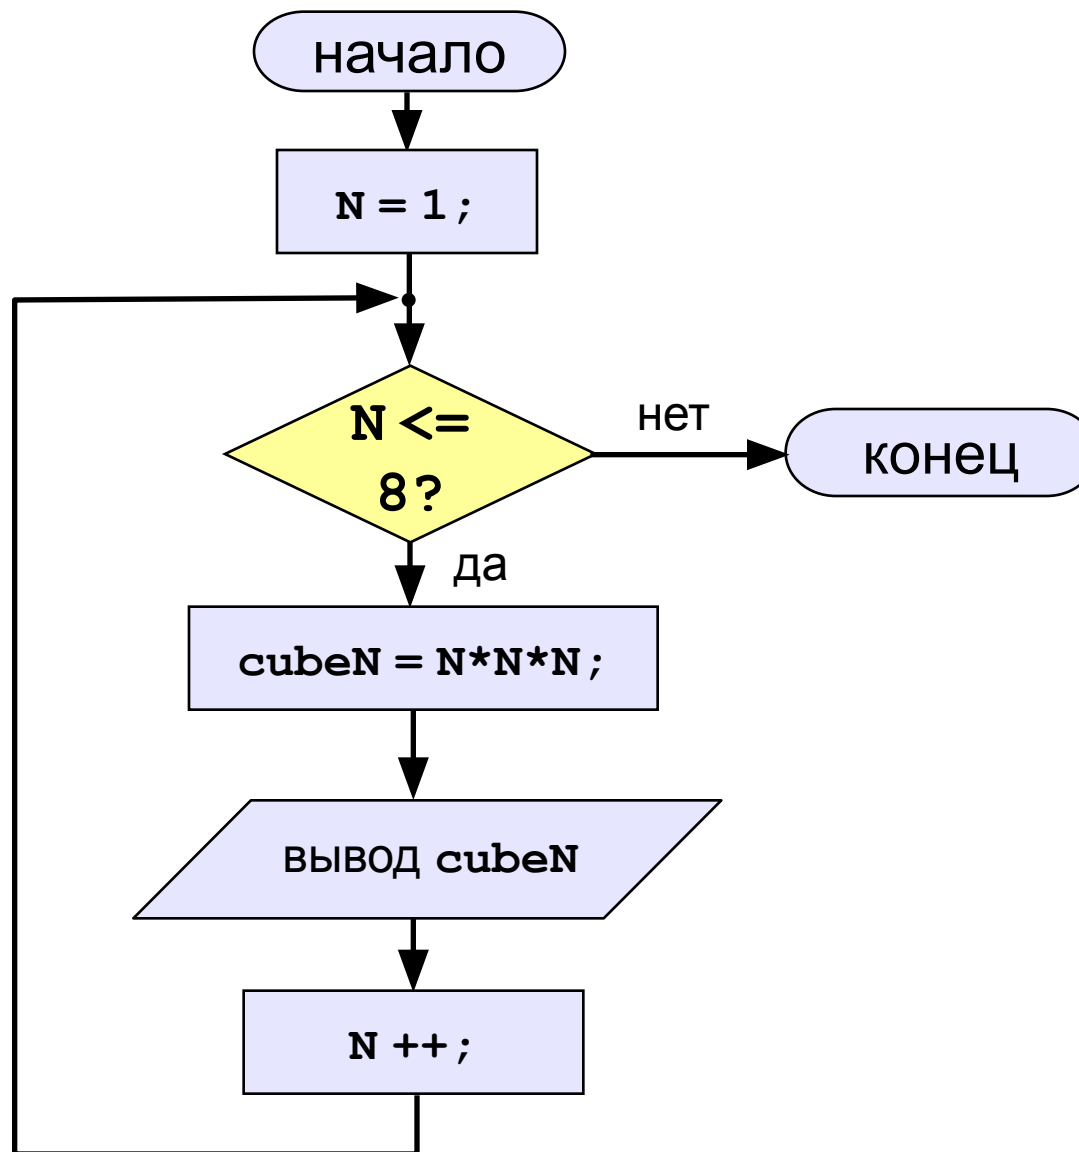 начало
N = 1;
N <=
8?
нет
конец
да
cubeN = N*N*N;
вывод cubeN
N ++;